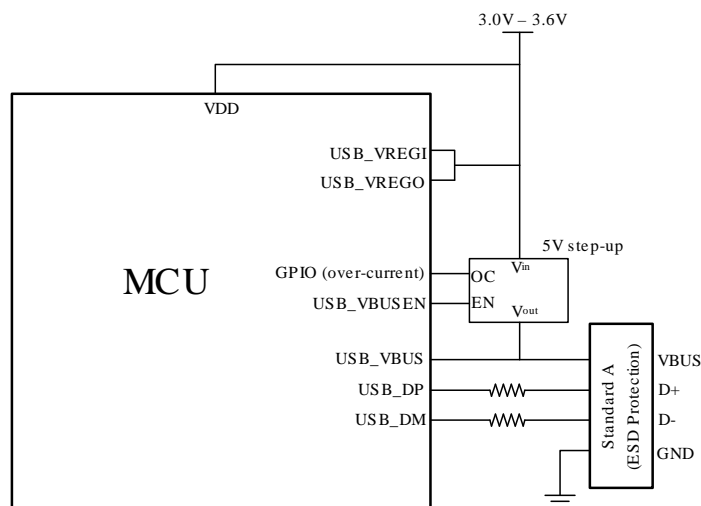 3.0V – 3.6V
VDD
USB_VREGI
USB_VREGO
5V step-up
MCU
GPIO (over-current)
OC
Vin
USB_VBUSEN
EN
Vout
USB_VBUS
VBUS
USB_DP
D+
USB_DM
D-
GND
Standard A
(ESD Protection)